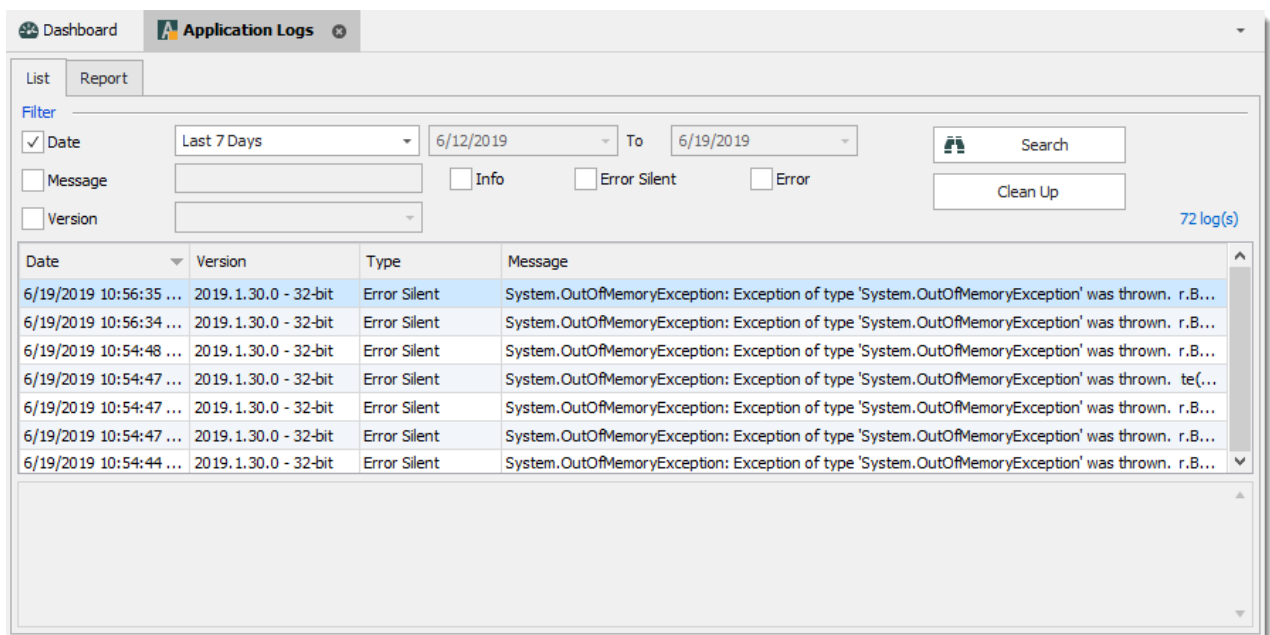 Dashboard Application Logs
List Report
Filter
Date Last 7 Days 6/12/2019 To 6/19/2019 Search
Message Info Error Silent Error Clean Up
Version 72 log(s)
Date Version Type Message
6/19/2019 10:56:35 ... 2019.1.30.0 - 32-bit Error Silent System.OutOfMemoryException: Exception of type 'System.OutOfMemoryException' was thrown. r.B...
6/19/2019 10:56:34 ... 2019.1.30.0 - 32-bit Error Silent System.OutOfMemoryException: Exception of type 'System.OutOfMemoryException' was thrown. r.B...
6/19/2019 10:54:48 ... 2019.1.30.0 - 32-bit Error Silent System.OutOfMemoryException: Exception of type 'System.OutOfMemoryException' was thrown. r.B...
6/19/2019 10:54:47 ... 2019.1.30.0 - 32-bit Error Silent System.OutOfMemoryException: Exception of type 'System.OutOfMemoryException' was thrown. te(...
6/19/2019 10:54:47 ... 2019.1.30.0 - 32-bit Error Silent System.OutOfMemoryException: Exception of type 'System.OutOfMemoryException' was thrown. r.B...
6/19/2019 10:54:47 ... 2019.1.30.0 - 32-bit Error Silent System.OutOfMemoryException: Exception of type 'System.OutOfMemoryException' was thrown. r.B...
6/19/2019 10:54:44 ... 2019.1.30.0 - 32-bit Error Silent System.OutOfMemoryException: Exception of type 'System.OutOfMemoryException' was thrown. r.B...